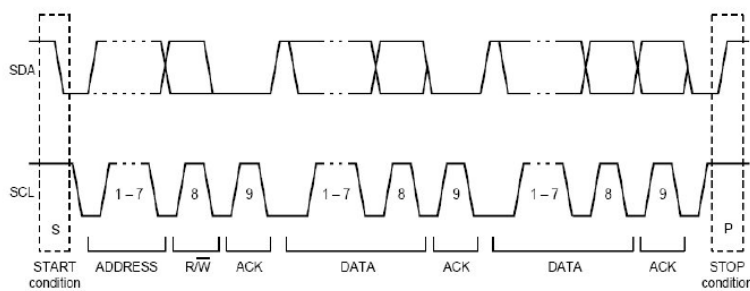 SDA
SCL
1 – 7 8 9 1 – 7 8 9 1 – 7 8 9
S P
START condition ADDRESS R/W̅ ACK DATA ACK DATA ACK STOP condition